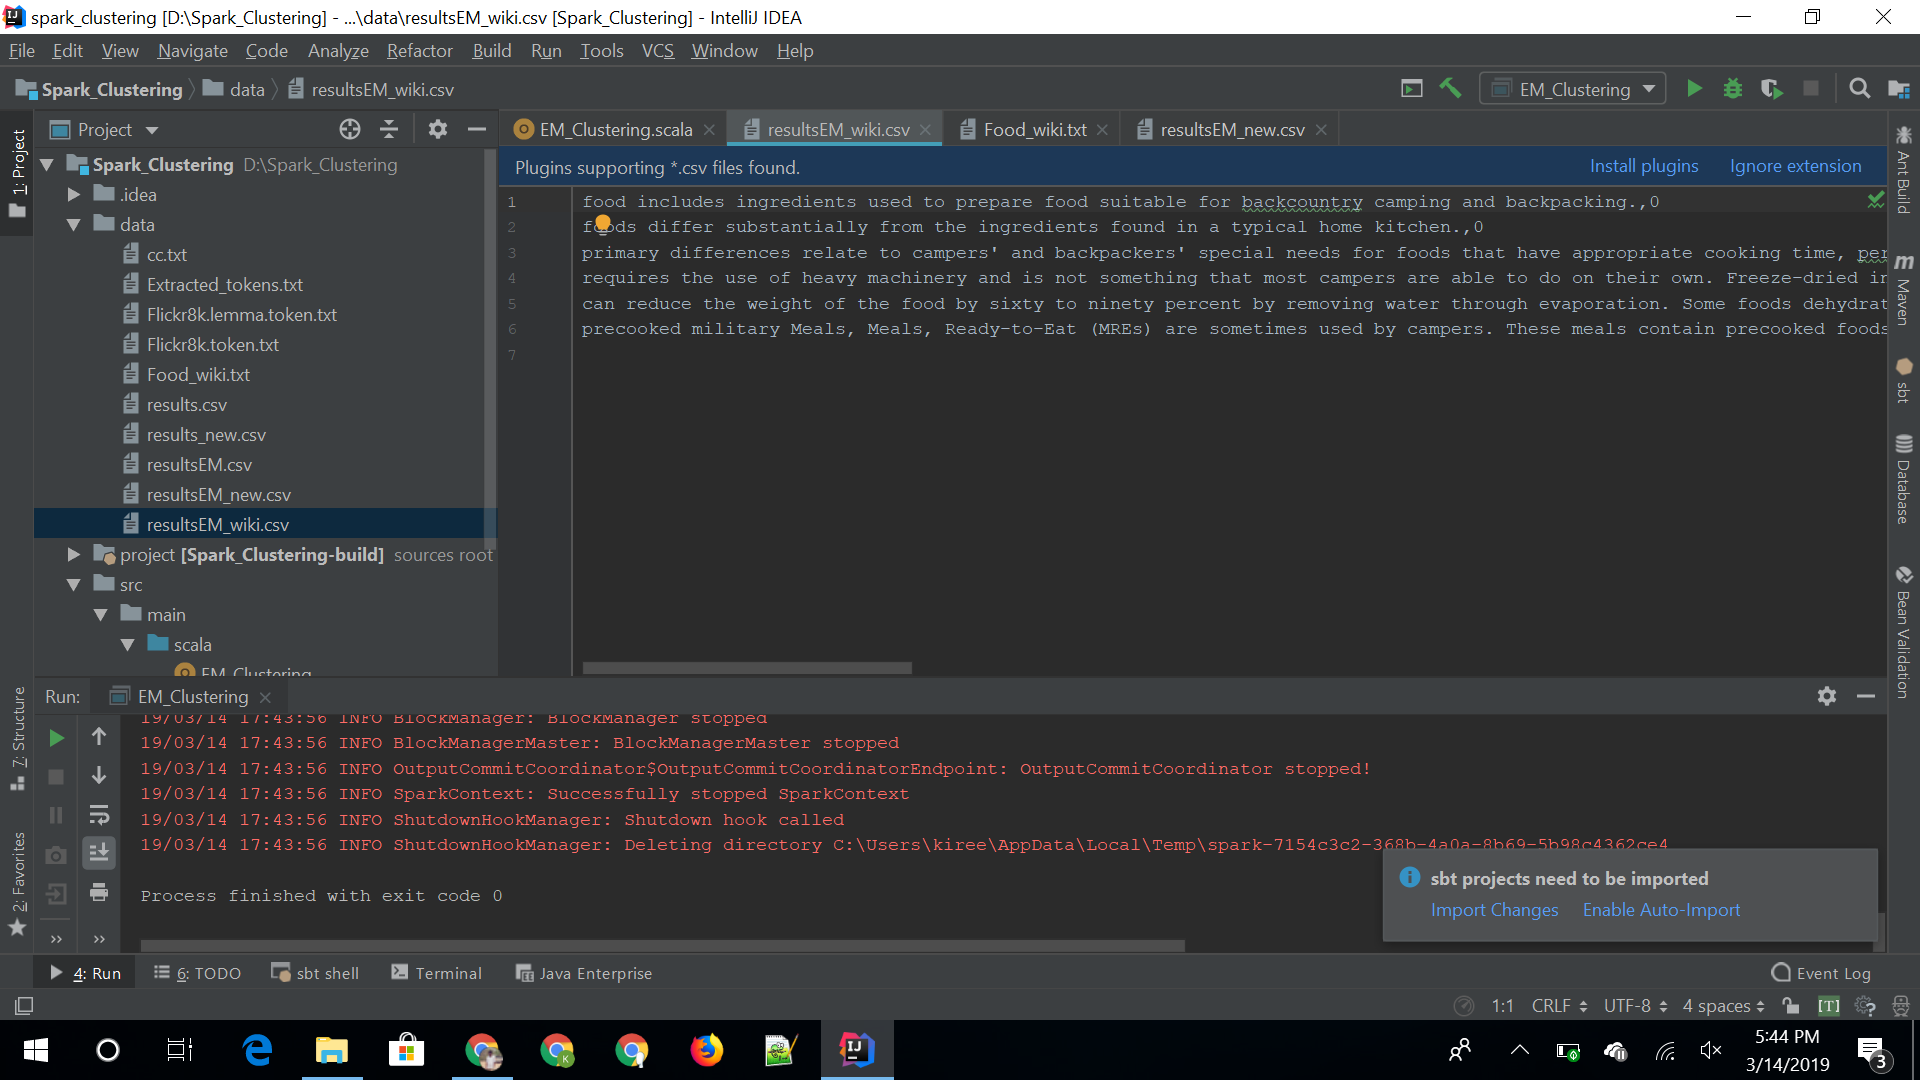 spark_clustering [D:\Spark_Clustering] - ...\data\resultsEM_wiki.csv [Spark_Clustering] - IntelliJ IDEA
File Edit View Navigate Code Analyze Refactor Build Run Tools VCS Window Help
Spark_Clustering data resultsEM_wiki.csv
EM_Clustering
1: Project
Project
EM_Clustering.scala
resultsEM_wiki.csv
Food_wiki.txt
resultsEM_new.csv
Plugins supporting *.csv files found.
Install plugins Ignore extension
Spark_Clustering D:\Spark_Clustering
.idea
data
cc.txt
Extracted_tokens.txt
Flickr8k.lemma.token.txt
Flickr8k.token.txt
Food_wiki.txt
results.csv
results_new.csv
resultsEM.csv
resultsEM_new.csv
resultsEM_wiki.csv
project [Spark_Clustering-build] sources root
src
main
scala
EM_Clustering
1 food includes ingredients used to prepare food suitable for backcountry camping and backpacking.,0
2 foods differ substantially from the ingredients found in a typical home kitchen.,0
3 primary differences relate to campers' and backpackers' special needs for foods that have appropriate cooking time, per
4 requires the use of heavy machinery and is not something that most campers are able to do on their own. Freeze-dried in
5 can reduce the weight of the food by sixty to ninety percent by removing water through evaporation. Some foods dehydrat
6 precooked military Meals, Meals, Ready-to-Eat (MREs) are sometimes used by campers. These meals contain precooked foods
7
Ant Build
Maven
sbt
Database
Bean Validation
7: Structure
2: Favorites
Run: EM_Clustering
19/03/14 17:43:56 INFO BlockManager: BlockManager stopped
19/03/14 17:43:56 INFO BlockManagerMaster: BlockManagerMaster stopped
19/03/14 17:43:56 INFO OutputCommitCoordinator$OutputCommitCoordinatorEndpoint: OutputCommitCoordinator stopped!
19/03/14 17:43:56 INFO SparkContext: Successfully stopped SparkContext
19/03/14 17:43:56 INFO ShutdownHookManager: Shutdown hook called
19/03/14 17:43:56 INFO ShutdownHookManager: Deleting directory C:\Users\kiree\AppData\Local\Temp\spark-7154c3c2-368b-4a0a-8b69-5b98c4362ce4
Process finished with exit code 0
sbt projects need to be imported
Import Changes Enable Auto-Import
4: Run 6: TODO sbt shell Terminal Java Enterprise
Event Log
1:1 CRLF UTF-8 4 spaces [T]
5:44 PM
3/14/2019
3